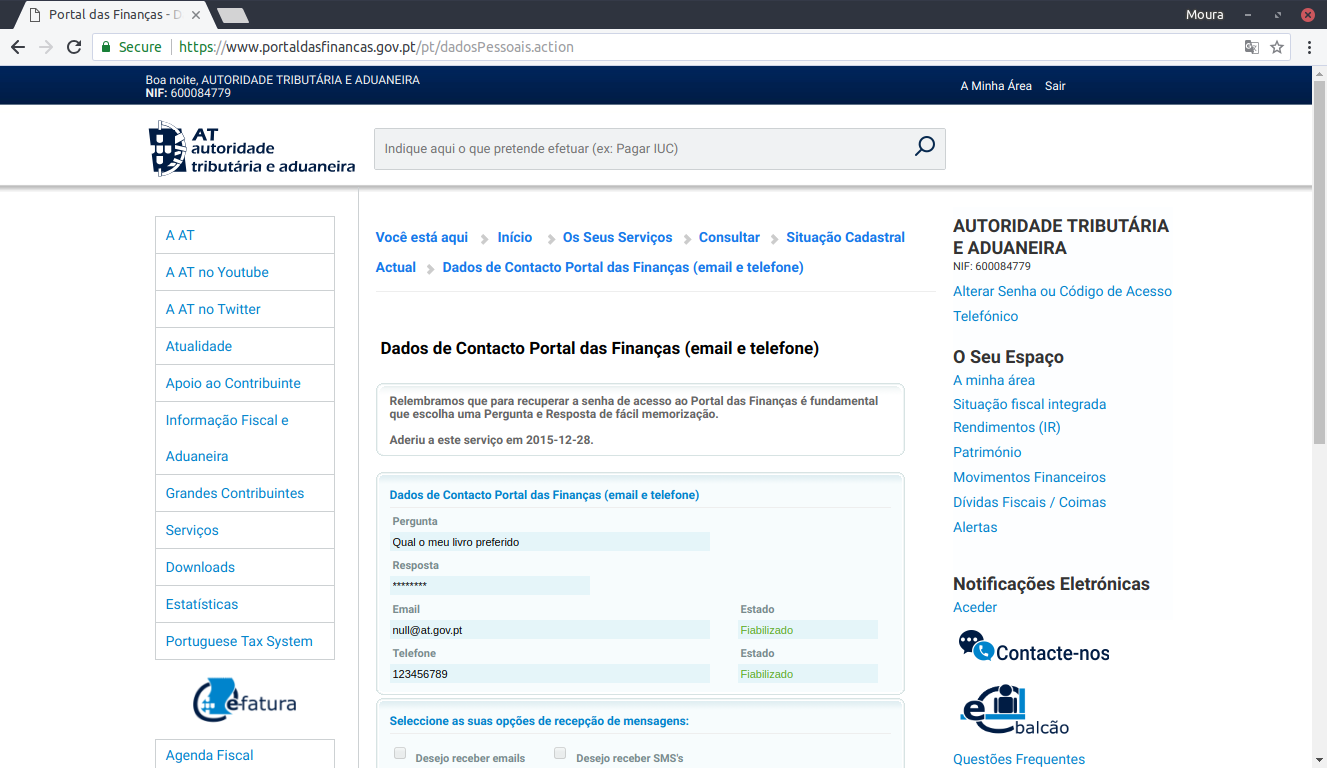 Portal das Finanças - D
Moura
Secure
https://www.portaldasfinancas.gov.pt/pt/dadosPessoais.action
Boa noite, AUTORIDADE TRIBUTÁRIA E ADUANEIRA
NIF: 600084779
A Minha Área
Sair
AT
autoridade
tributária e aduaneira
Indique aqui o que pretende efetuar (ex: Pagar IUC)
A AT
A AT no Youtube
A AT no Twitter
Atualidade
Apoio ao Contribuinte
Informação Fiscal e
Aduaneira
Grandes Contribuintes
Serviços
Downloads
Estatísticas
Portuguese Tax System
e-fatura
Agenda Fiscal
Você está aqui Início Os Seus Serviços Consultar Situação Cadastral
Actual Dados de Contacto Portal das Finanças (email e telefone)
Dados de Contacto Portal das Finanças (email e telefone)
Relembramos que para recuperar a senha de acesso ao Portal das Finanças é fundamental
que escolha uma Pergunta e Resposta de fácil memorização.
Aderiu a este serviço em 2015-12-28.
Dados de Contacto Portal das Finanças (email e telefone)
Pergunta
Qual o meu livro preferido
Resposta
********
Email Estado
null@at.gov.pt Fiabilizado
Telefone Estado
123456789 Fiabilizado
Seleccione as suas opções de recepção de mensagens:
Desejo receber emails Desejo receber SMS's
AUTORIDADE TRIBUTÁRIA
E ADUANEIRA
NIF: 600084779
Alterar Senha ou Código de Acesso
Telefónico
O Seu Espaço
A minha área
Situação fiscal integrada
Rendimentos (IR)
Património
Movimentos Financeiros
Dívidas Fiscais / Coimas
Alertas
Notificações Eletrónicas
Aceder
Contacte-nos
e balcão
Questões Frequentes